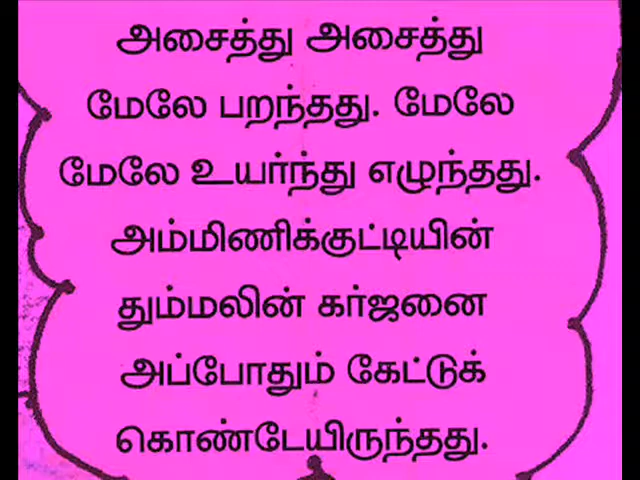 அசைத்து அசைத்து
மேலே பறந்தது. மேலே
மேலே உயர்ந்து எழுந்தது.
அம்மிணிக்குட்டியின்
தும்மலின் கர்ஜனை
அப்போதும் கேட்டுக்
கொண்டேயிருந்தது.